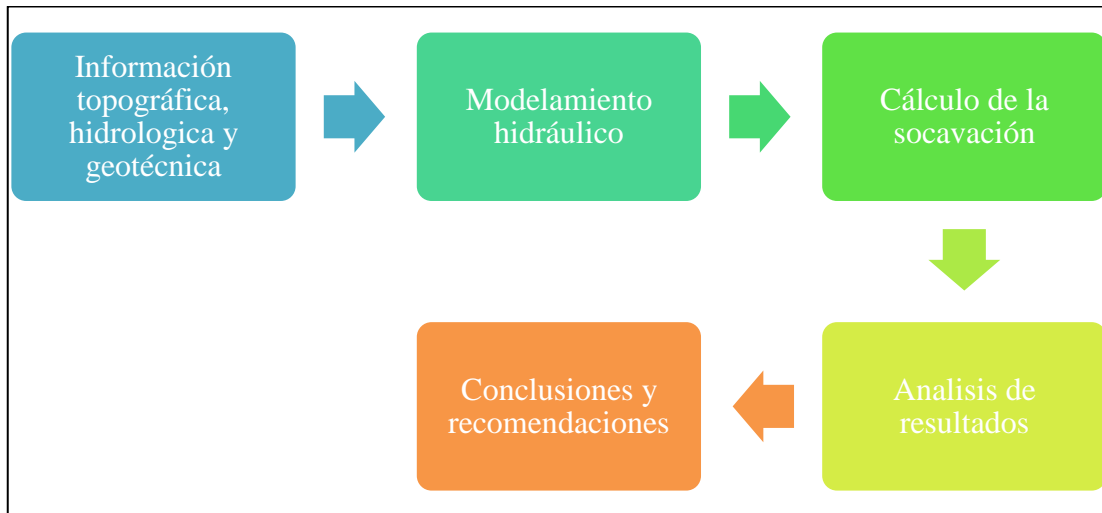 Información
topográfica,
hidrologica y
geotécnica
Modelamiento
hidráulico
Cálculo de la
socavación
Analisis de
resultados
Conclusiones y
recomendaciones